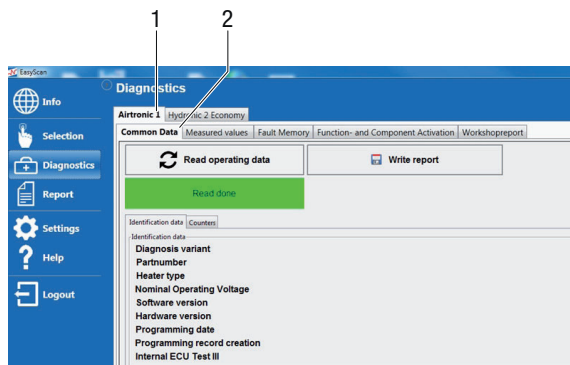 1 2
EasyScan
Diagnostics
Info
Airtronic 1 Hydronic 2 Economy
Common Data Measured values Fault Memory Function- and Component Activation Workshopreport
Selection
Read operating data Write report
Diagnostics
Read done
Report
Identification data Counters
Settings
Identification data
Diagnosis variant
Help
Partnumber
Heater type
Nominal Operating Voltage
Logout
Software version
Hardware version
Programming date
Programming record creation
Internal ECU Test III